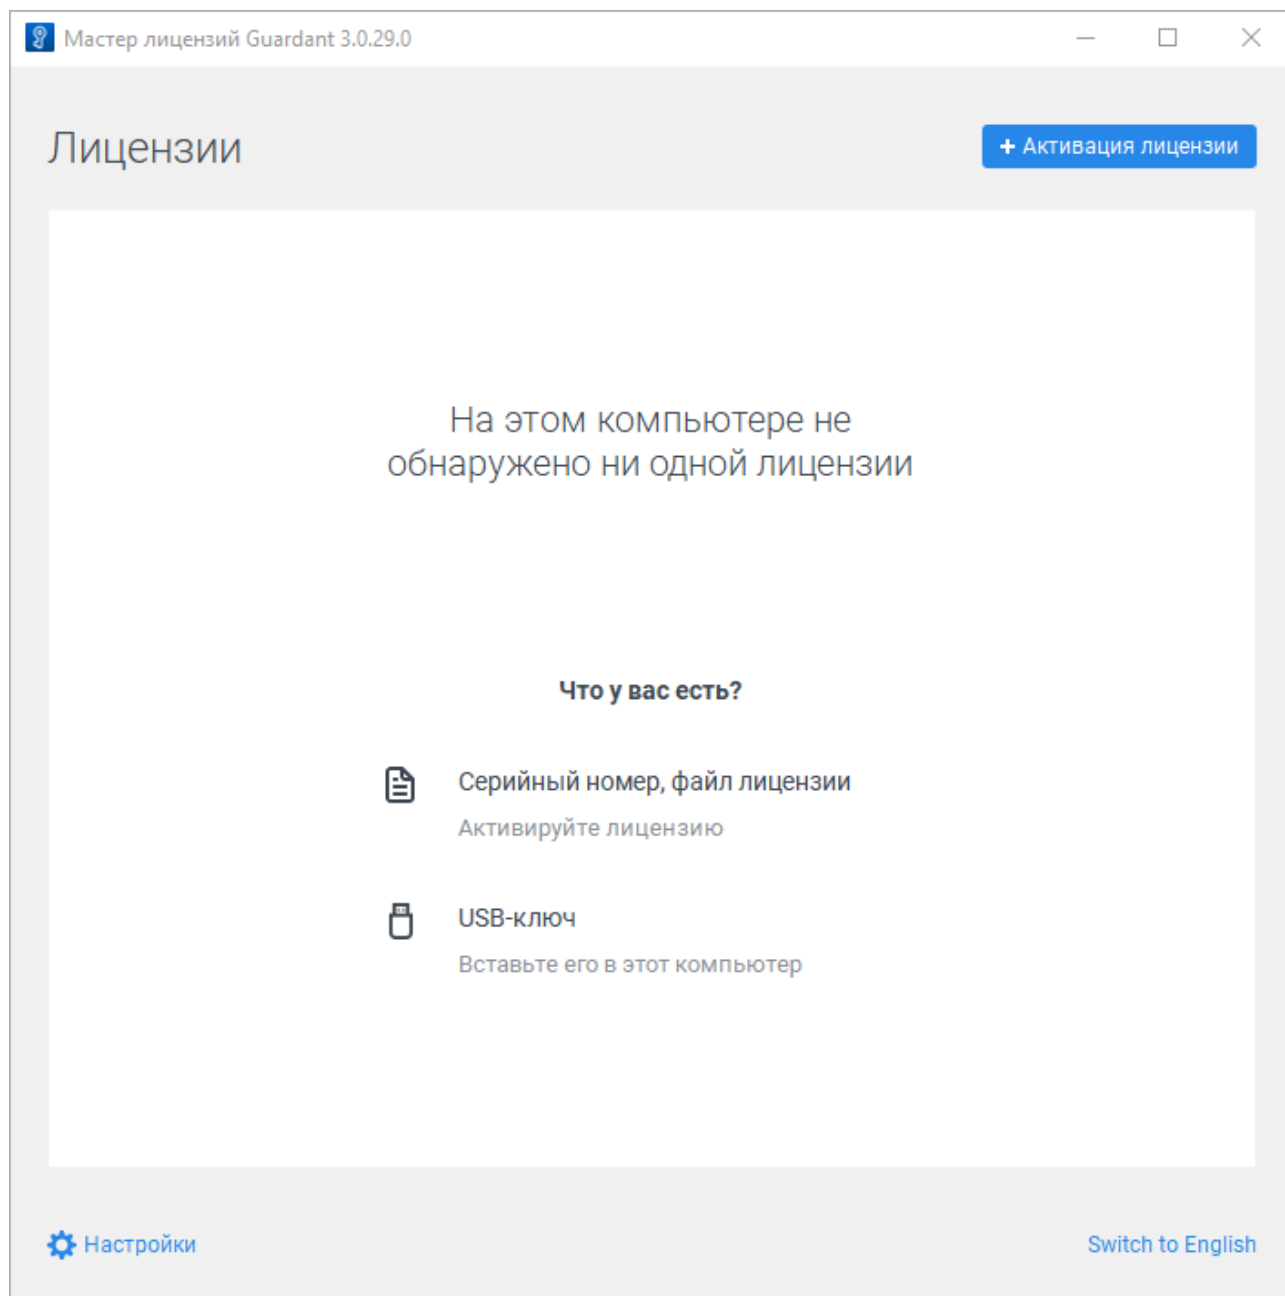 Мастер лицензий Guardant 3.0.29.0
Лицензии
+ Активация лицензии
На этом компьютере не
обнаружено ни одной лицензии
Что у вас есть?
Серийный номер, файл лицензии
Активируйте лицензию
USB-ключ
Вставьте его в этот компьютер
Настройки
Switch to English